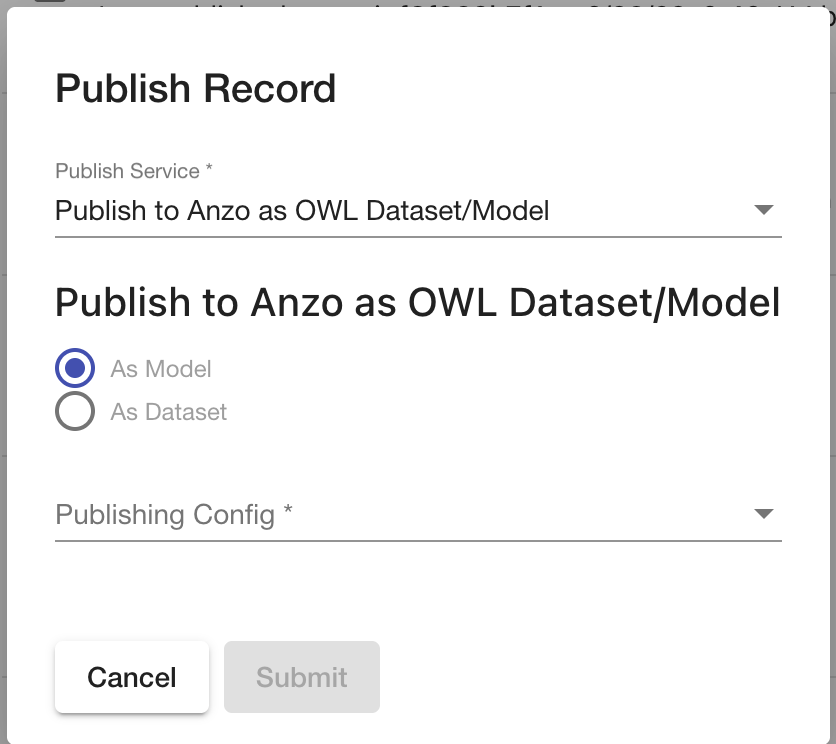 Publish Record
Publish Service *
Publish to Anzo as OWL Dataset/Model
Publish to Anzo as OWL Dataset/Model
As Model
As Dataset
Publishing Config *
Cancel
Submit